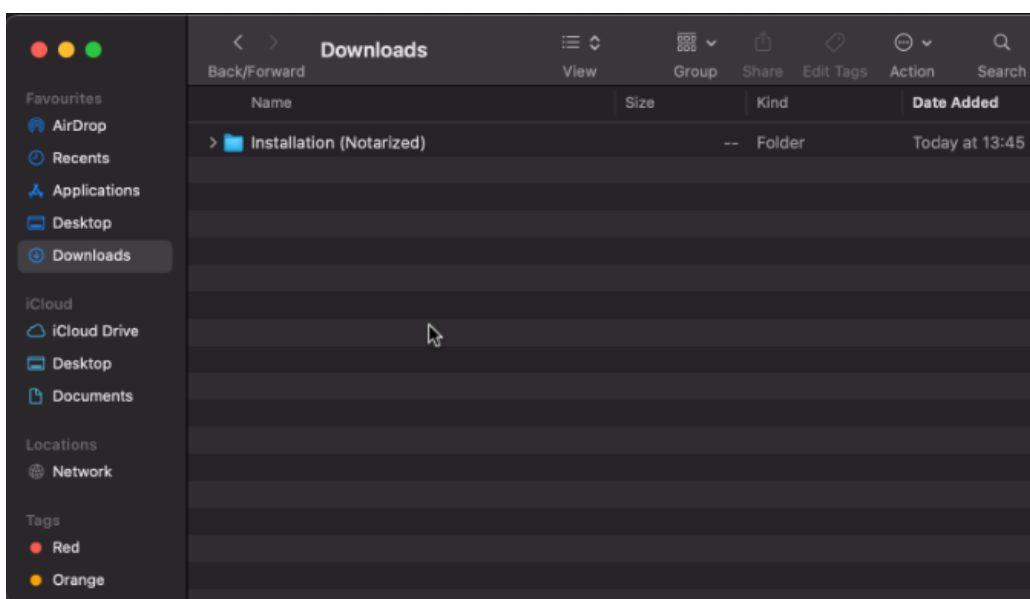 Downloads
Back/Forward View Group Share Edit Tags Action Search
Favourites
AirDrop
Recents
Applications
Desktop
Downloads
iCloud
iCloud Drive
Desktop
Documents
Locations
Network
Tags
Red
Orange
Name Size Kind Date Added
Installation (Notarized) -- Folder Today at 13:45